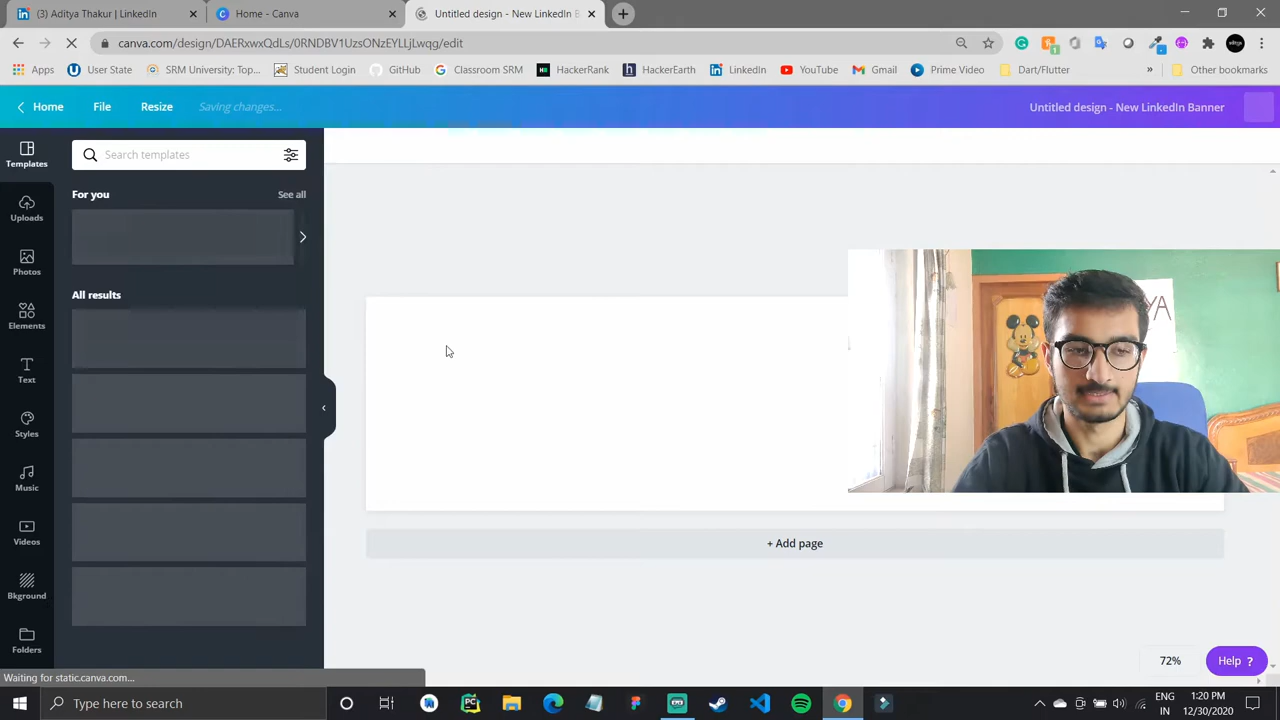 (3) Aditya Thakur | LinkedIn
Home - Canva
Untitled design - New LinkedIn B
canva.com/design/DAERxwxQdLs/0RNDBV1UzsONzEYLLjLwqg/edit
Apps
User State
SRM University: Top...
Student Login
GitHub
Classroom SRM
HackerRank
HackerEarth
LinkedIn
YouTube
Gmail
Prime Video
Dart/Flutter
»
Other bookmarks
Home
File
Resize
Saving changes...
Untitled design - New LinkedIn Banner
Templates
Search templates
For you
See all
Uploads
Photos
All results
Elements
Text
Styles
Music
Videos
Bkground
Folders
YA
+ Add page
72%
Help ?
Waiting for static.canva.com...
Type here to search
ENG
IN
1:20 PM
12/30/2020